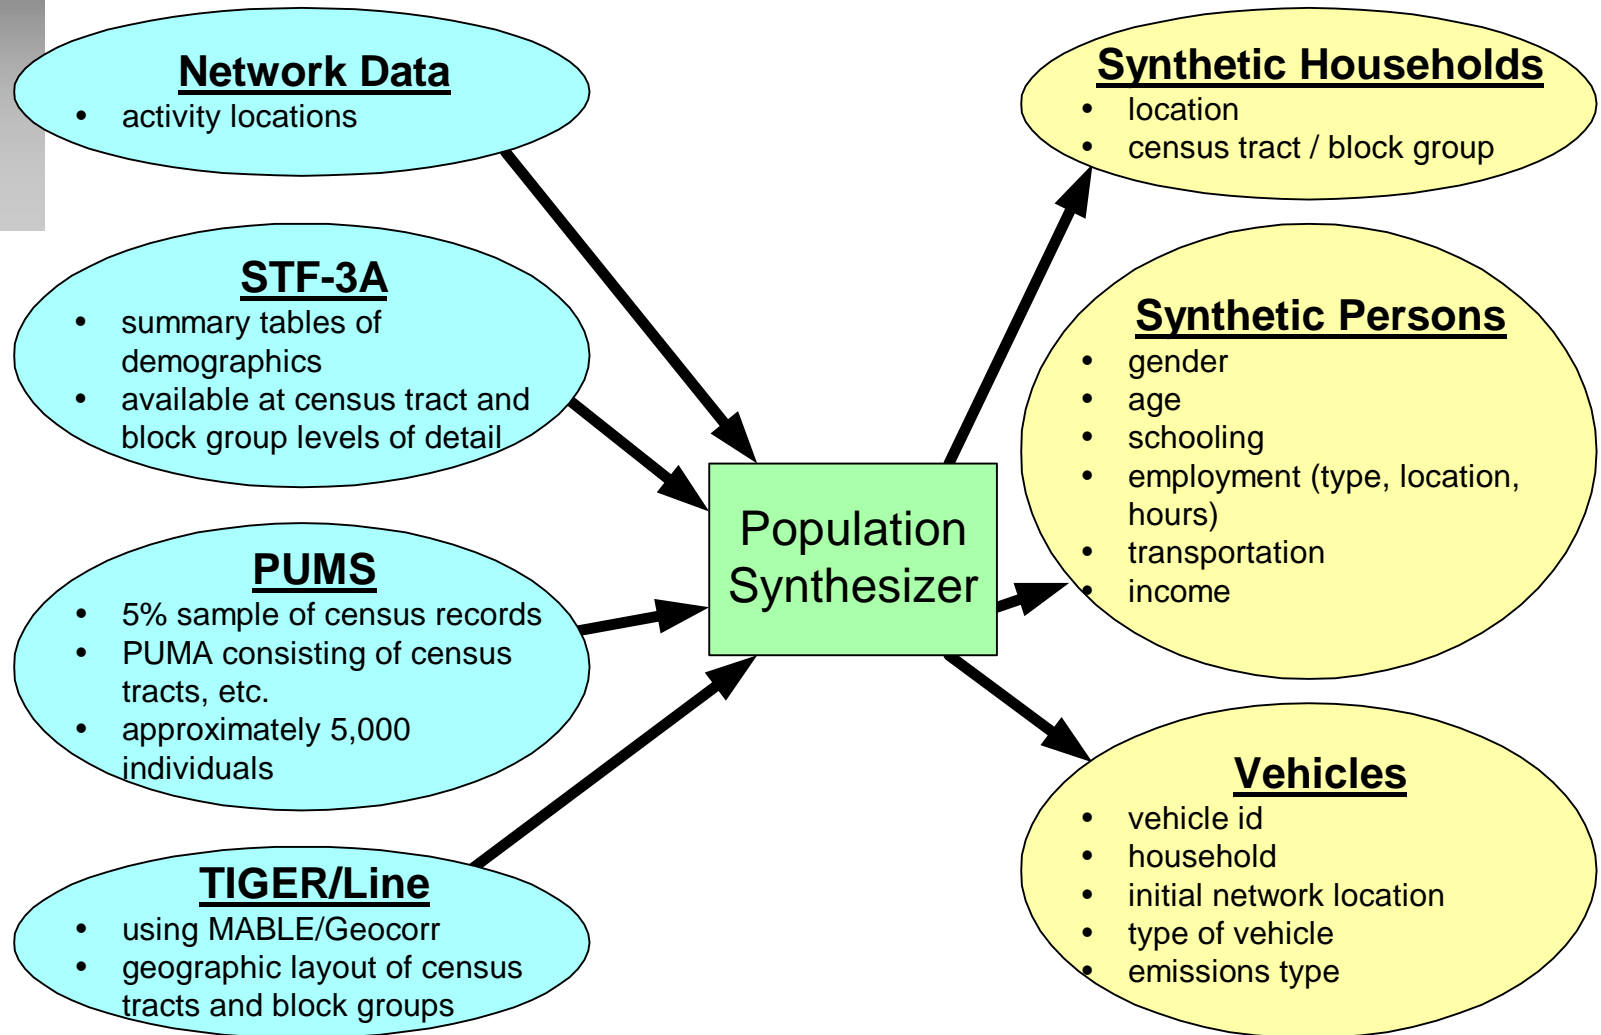 Network Data
• activity locations
STF-3A
• summary tables of
demographics
• available at census tract and
block group levels of detail
PUMS
• 5% sample of census records
• PUMA consisting of census
tracts, etc.
• approximately 5,000
individuals
TIGER/Line
• using MABLE/Geocorr
• geographic layout of census
tracts and block groups
Population
Synthesizer
Synthetic Households
• location
• census tract / block group
Synthetic Persons
• gender
• age
• schooling
• employment (type, location,
hours)
• transportation
• income
Vehicles
• vehicle id
• household
• initial network location
• type of vehicle
• emissions type